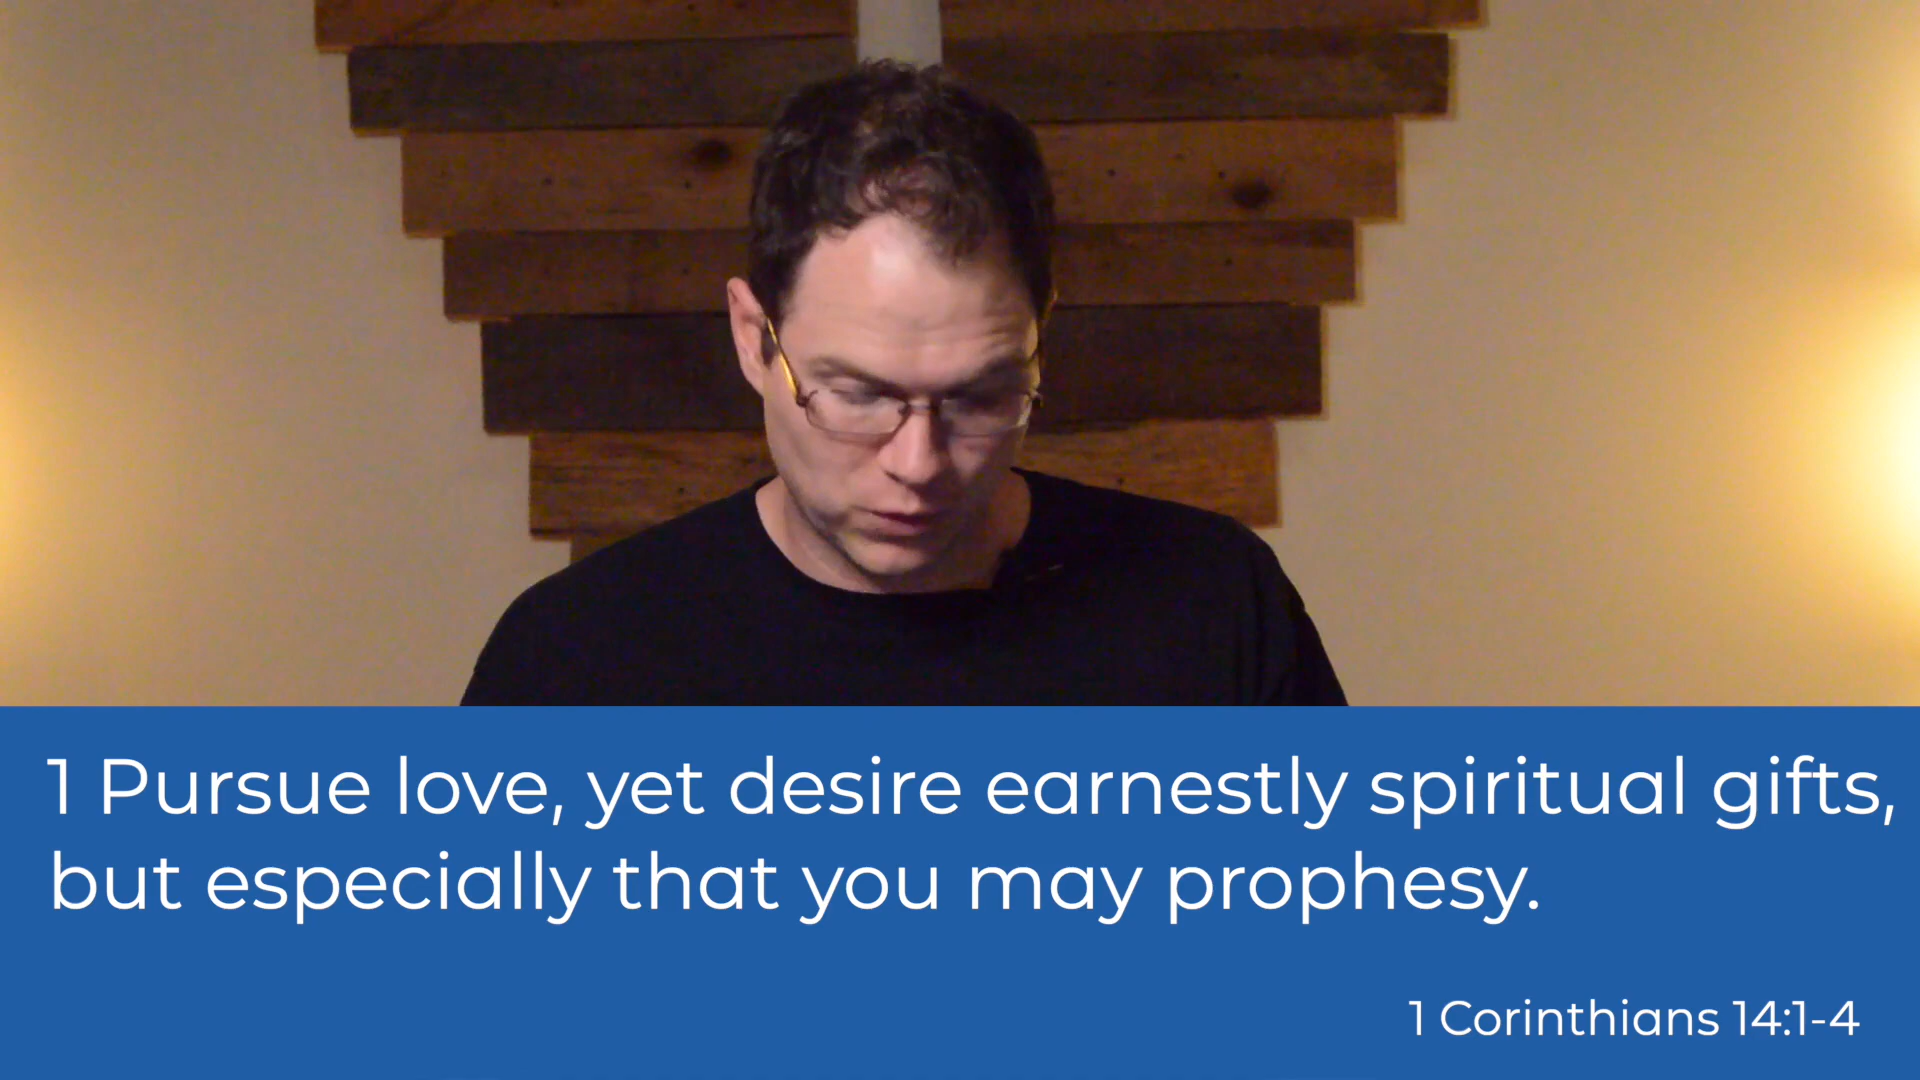 1 Pursue love, yet desire earnestly spiritual gifts,
but especially that you may prophesy.
1 Corinthians 14:1-4